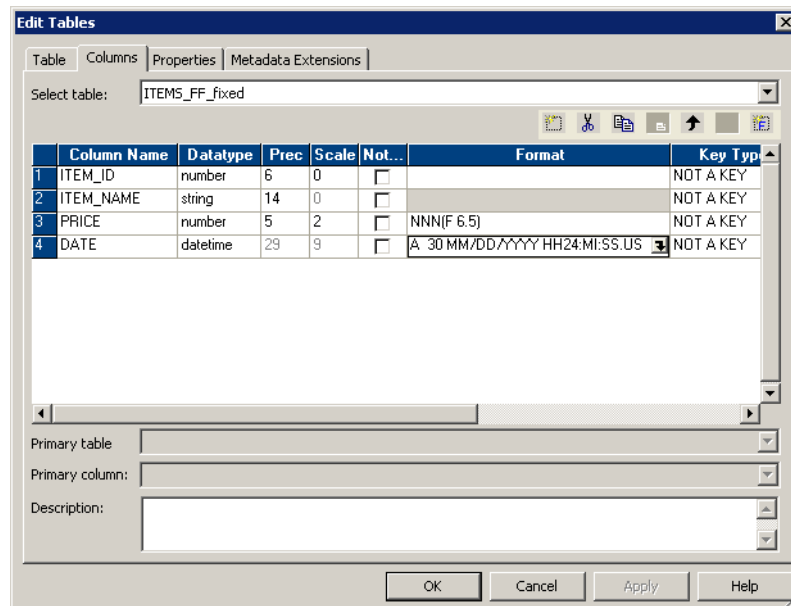 Edit Tables
Table Columns Properties Metadata Extensions
Select table: ITEMS_FF_fixed
Column Name Datatype Prec Scale Not... Format Key Typ
1 ITEM_ID number 6 0 NOT A KEY
2 ITEM_NAME string 14 0 NOT A KEY
3 PRICE number 5 2 NNN(F 6.5) NOT A KEY
4 DATE datetime 29 9 A 30 MM/DD/YYYY HH24:MI:SS.US NOT A KEY
Primary table
Primary column:
Description:
OK Cancel Apply Help